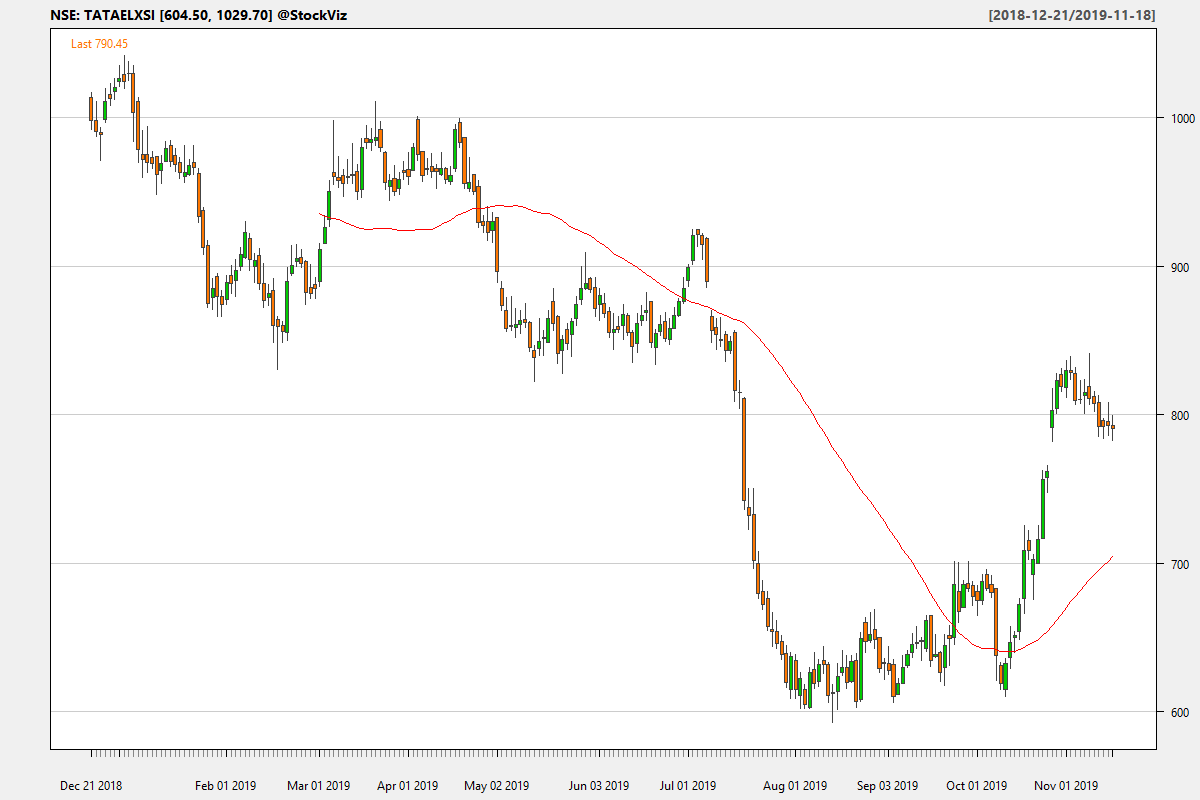 NSE: TATAELXSI [604.50, 1029.70] @StockViz [2018-12-21/2019-11-18]
Last 790.45
1000
900
800
700
600
Dec 21 2018 Feb 01 2019 Mar 01 2019 Apr 01 2019 May 02 2019 Jun 03 2019 Jul 01 2019 Aug 01 2019 Sep 03 2019 Oct 01 2019 Nov 01 2019